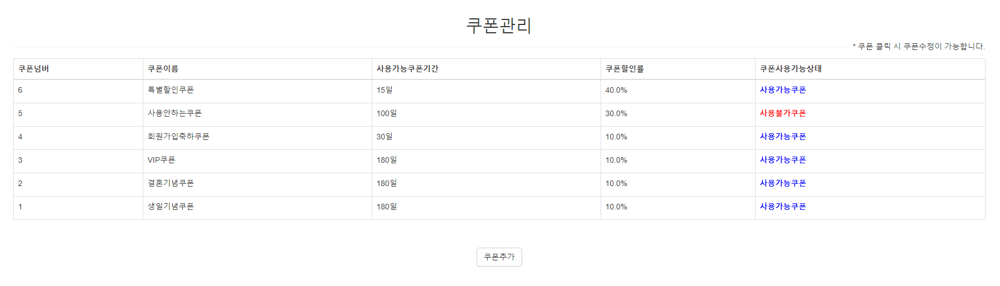 쿠폰관리
* 쿠폰 클릭 시 쿠폰수정이 가능합니다.
쿠폰넘버 쿠폰이름 사용가능쿠폰기간 쿠폰할인률 쿠폰사용가능상태
6 특별할인쿠폰 15일 40.0% 사용가능쿠폰
5 사용안하는쿠폰 100일 30.0% 사용불가쿠폰
4 회원가입축하쿠폰 30일 10.0% 사용가능쿠폰
3 VIP쿠폰 180일 10.0% 사용가능쿠폰
2 결혼기념쿠폰 180일 10.0% 사용가능쿠폰
1 생일기념쿠폰 180일 10.0% 사용가능쿠폰
쿠폰추가